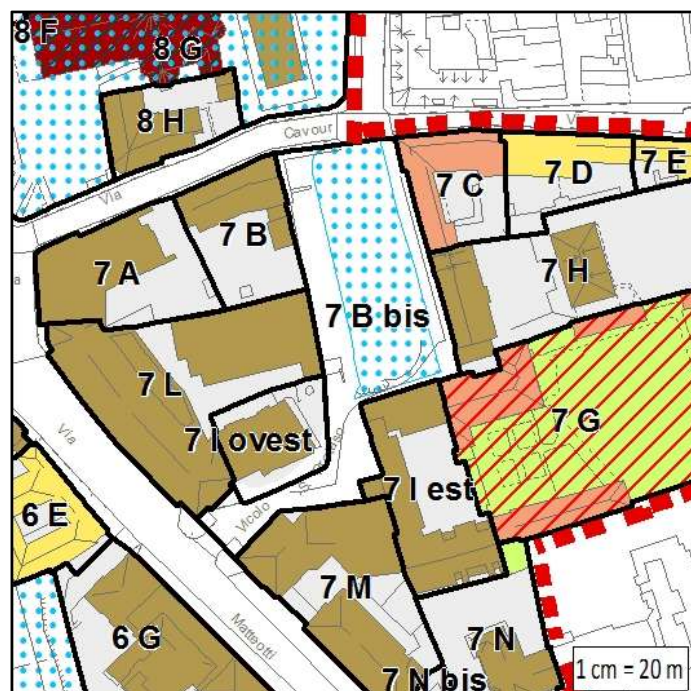 8 F
8 G
8 H
Cavour
V
Via
7 C
7 D
7 E
7 B
7 A
7 H
7 B bis
7 L
7 G
7 I ovest
Via
Vicolo
7 I est
6 E
7 M
Matteotti
6 G
7 N
7 N bis
1 cm = 20 m